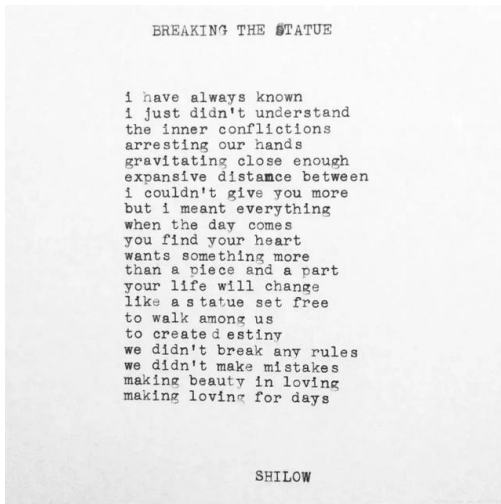 BREAKING THE STATUE
i have always known
i just didn't understand
the inner conflictions
arresting our hands
gravitating close enough
expansive distance between
i couldn't give you more
but i meant everything
when the day comes
you find your heart
wants something more
than a piece and a part
your life will change
like a statue set free
to walk among us
to create d estiny
we didn't break any rules
we didn't make mistakes
making beauty in loving
making loving for days
SHILOW